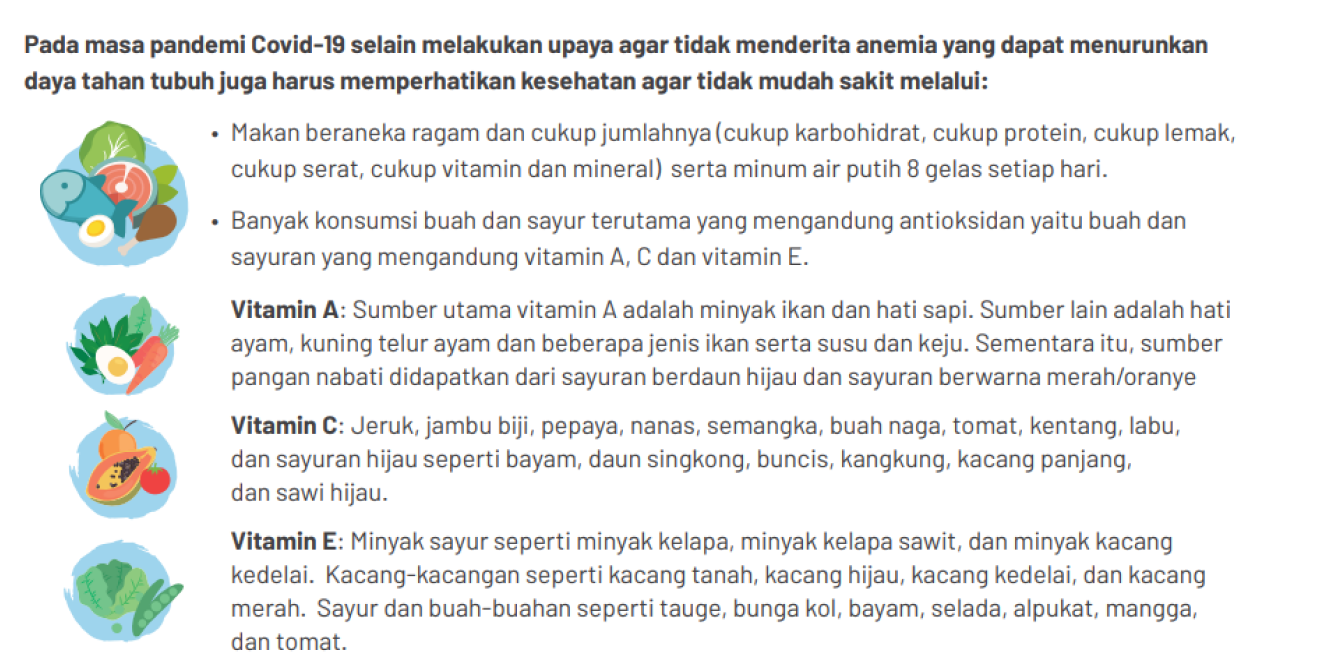 Pada masa pandemi Covid-19 selain melakukan upaya agar tidak menderita anemia yang dapat menurunkan
daya tahan tubuh juga harus memperhatikan kesehatan agar tidak mudah sakit melalui:
• Makan beraneka ragam dan cukup jumlahnya (cukup karbohidrat, cukup protein, cukup lemak,
cukup serat, cukup vitamin dan mineral) serta minum air putih 8 gelas setiap hari.
• Banyak konsumsi buah dan sayur terutama yang mengandung antioksidan yaitu buah dan
sayuran yang mengandung vitamin A, C dan vitamin E.
Vitamin A: Sumber utama vitamin A adalah minyak ikan dan hati sapi. Sumber lain adalah hati
ayam, kuning telur ayam dan beberapa jenis ikan serta susu dan keju. Sementara itu, sumber
pangan nabati didapatkan dari sayuran berdaun hijau dan sayuran berwarna merah/oranye
Vitamin C: Jeruk, jambu biji, pepaya, nanas, semangka, buah naga, tomat, kentang, labu,
dan sayuran hijau seperti bayam, daun singkong, buncis, kangkung, kacang panjang,
dan sawi hijau.
Vitamin E: Minyak sayur seperti minyak kelapa, minyak kelapa sawit, dan minyak kacang
kedelai. Kacang-kacangan seperti kacang tanah, kacang hijau, kacang kedelai, dan kacang
merah. Sayur dan buah-buahan seperti tauge, bunga kol, bayam, selada, alpukat, mangga,
dan tomat.